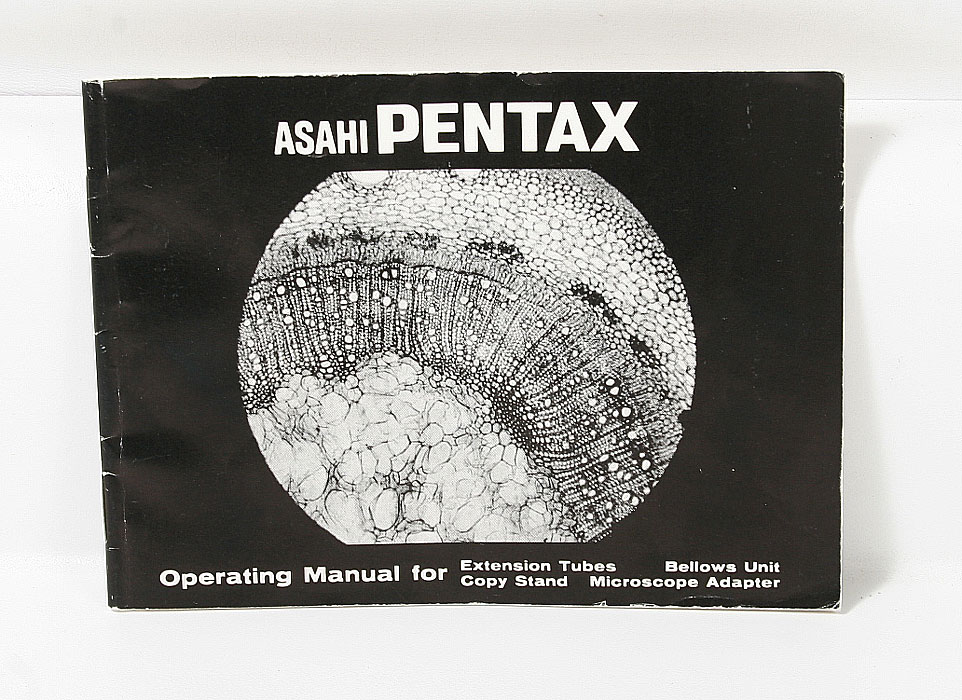 ASAHI PENTAX
Operating Manual for
Extension Tubes Bellows Unit
Copy Stand Microscope Adapter